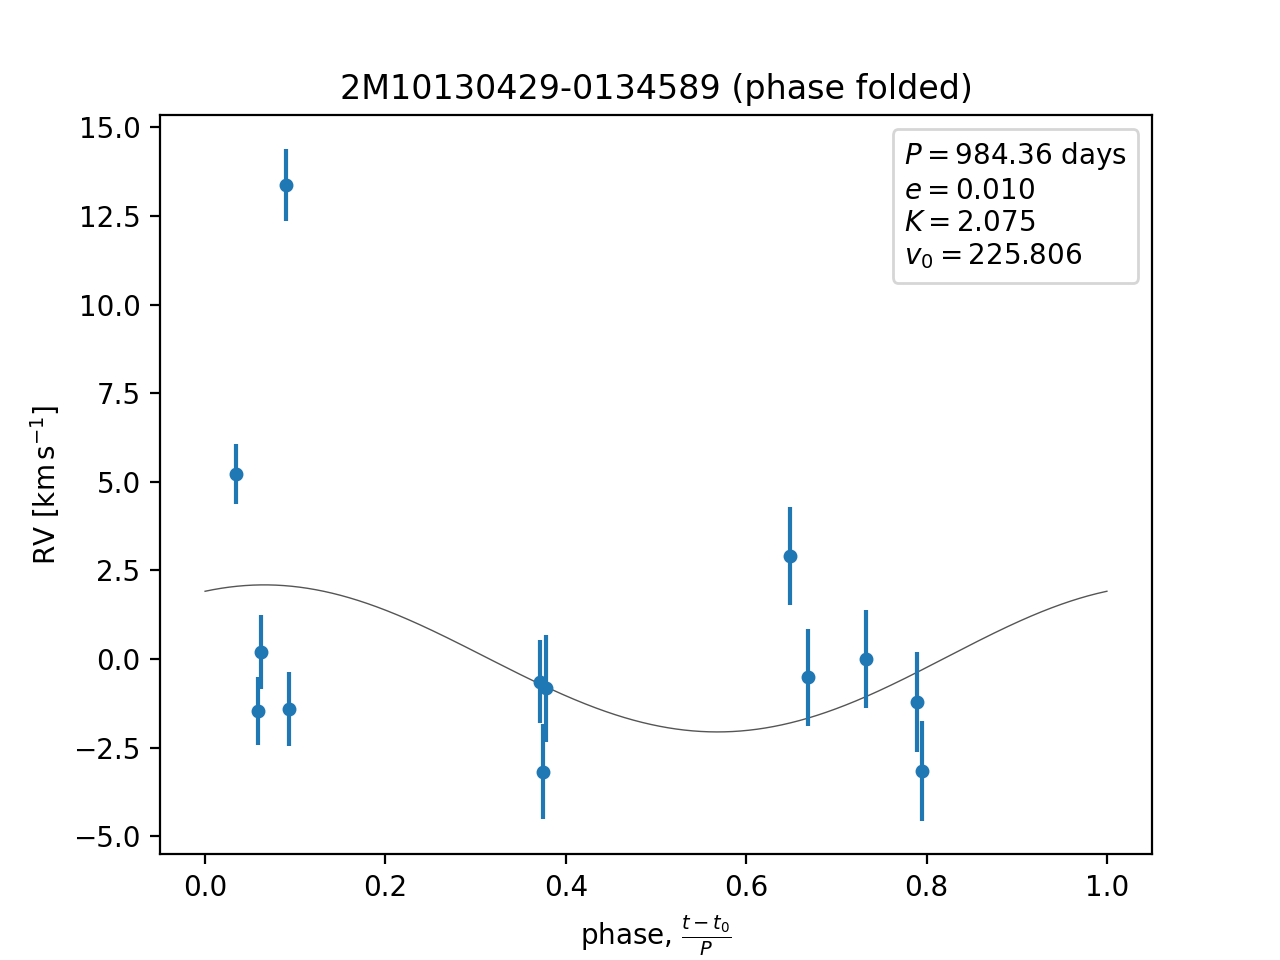 2M10130429-0134589 (phase folded)
P = 984.36 days
e = 0.010
K = 2.075
v₀ = 225.806
15.0
12.5
10.0
7.5
5.0
2.5
0.0
−2.5
−5.0
RV [km s⁻¹]
0.0 0.2 0.4 0.6 0.8 1.0
phase, (t − t₀)/P